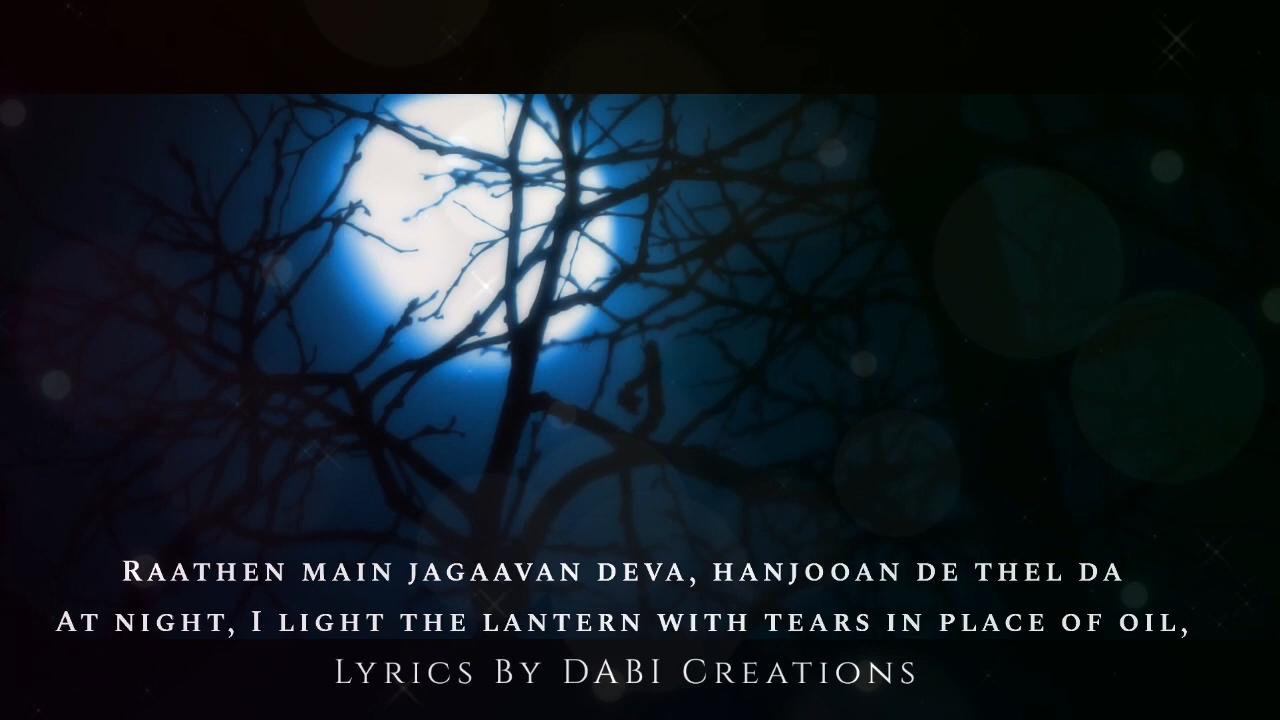 Raathen main jagaavan deva, hanjooan de thel da
At night, I light the lantern with tears in place of oil,
Lyrics By DABI Creations